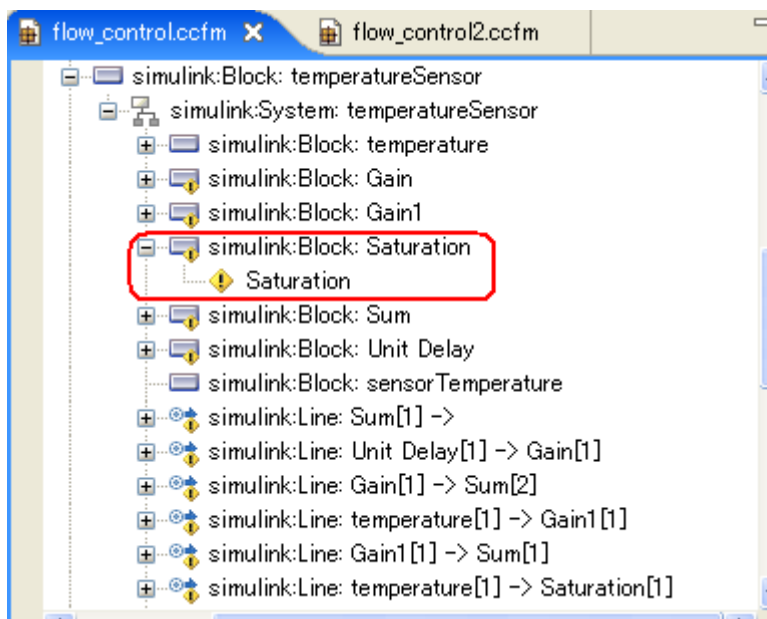 flow_control.ccfm flow_control2.ccfm
simulink:Block: temperatureSensor
simulink:System: temperatureSensor
simulink:Block: temperature
simulink:Block: Gain
simulink:Block: Gain1
simulink:Block: Saturation
Saturation
simulink:Block: Sum
simulink:Block: Unit Delay
simulink:Block: sensorTemperature
simulink:Line: Sum[1] ->
simulink:Line: Unit Delay[1] -> Gain[1]
simulink:Line: Gain[1] -> Sum[2]
simulink:Line: temperature[1] -> Gain1[1]
simulink:Line: Gain1[1] -> Sum[1]
simulink:Line: temperature[1] -> Saturation[1]